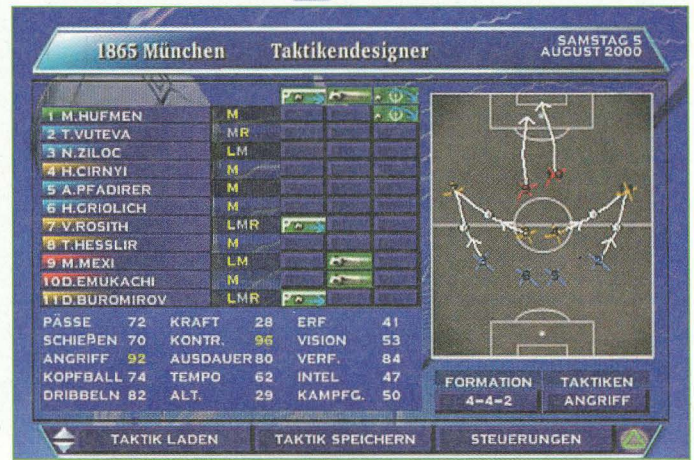 1865 München Taktikendesigner SAMSTAG 5 AUGUST 2000
1 M.HUFMEN M
2 T.VUTEVA MR
3 N.ZILOC LM
4 H.CIRNYI M
5 A.PFADIRER M
6 H.GRIOLICH M
7 V.ROSITH LMR
8 T.HESSLIR M
9 M.MEXI LM
10 D.EMUKACHI M
11 D.BUROMIROV LMR
PÄSSE 72 KRAFT 28 ERF 41
SCHIEßEN 70 KONTR. 96 VISION 53
ANGRIFF 92 AUSDAUER 80 VERF. 84
KOPFBALL 74 TEMPO 62 INTEL 47
DRIBBELN 82 ALT. 29 KAMPFG. 50
FORMATION TAKTIKEN
4-4-2 ANGRIFF
TAKTIK LADEN TAKTIK SPEICHERN STEUERUNGEN